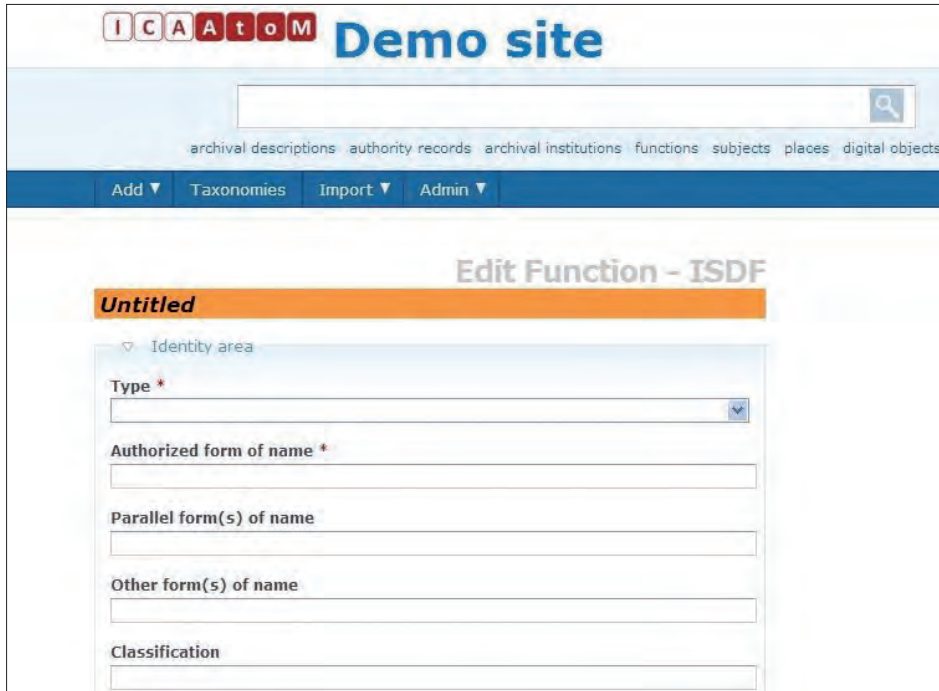 ICAAtoM Demo site
archival descriptions authority records archival institutions functions subjects places digital objects
Add ▼ Taxonomies Import ▼ Admin ▼
Edit Function - ISDF
Untitled
Identity area
Type *
Authorized form of name *
Parallel form(s) of name
Other form(s) of name
Classification